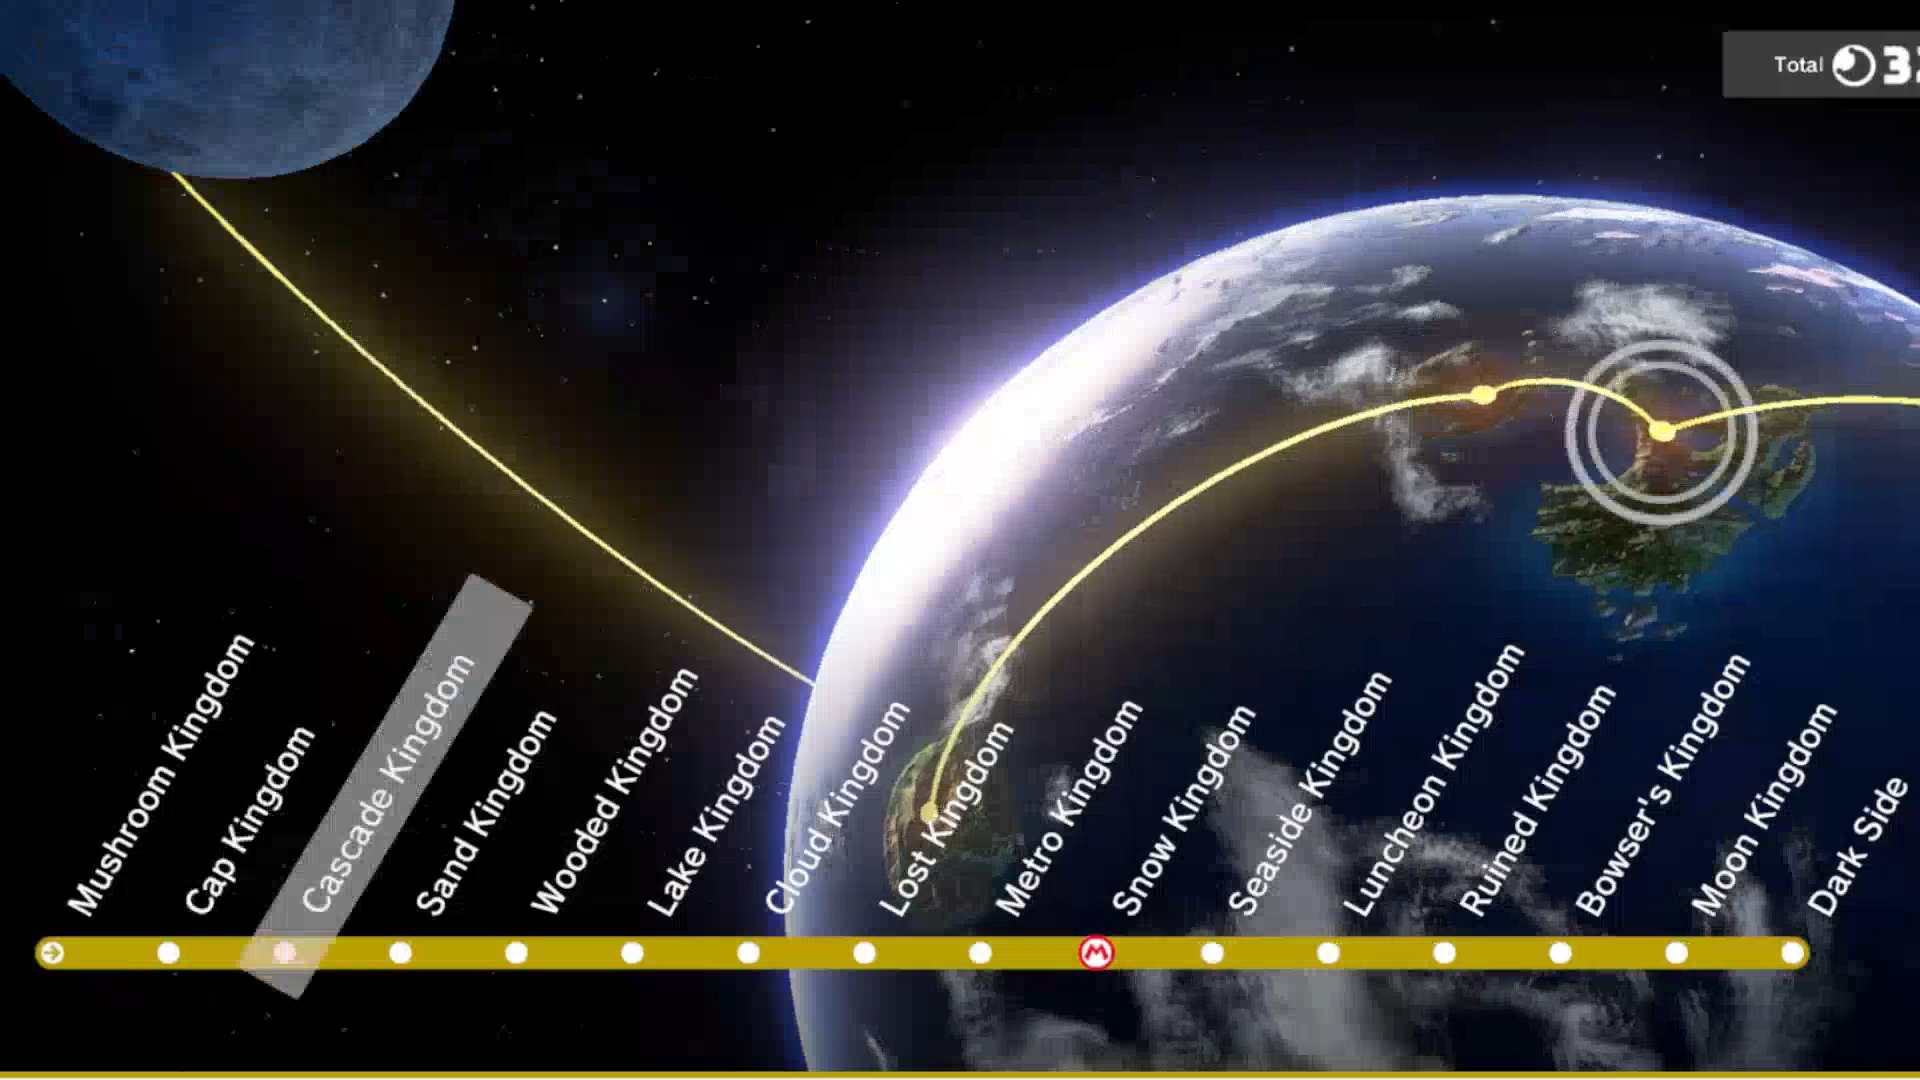 Total 32
Mushroom Kingdom
Cap Kingdom
Cascade Kingdom
Sand Kingdom
Wooded Kingdom
Lake Kingdom
Cloud Kingdom
Lost Kingdom
Metro Kingdom
Snow Kingdom
Seaside Kingdom
Luncheon Kingdom
Ruined Kingdom
Bowser's Kingdom
Moon Kingdom
Dark Side
M